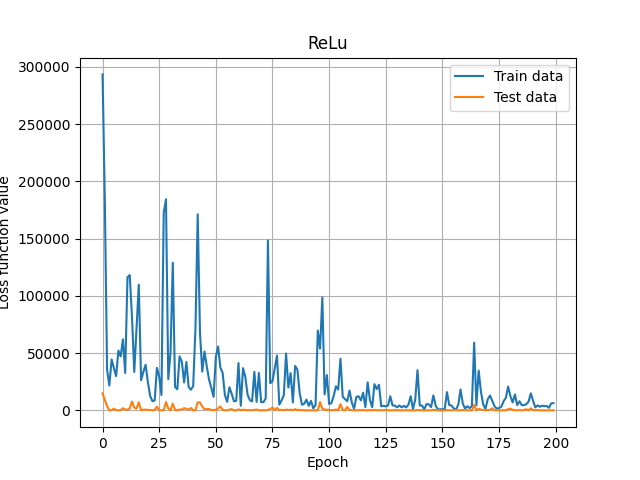 ReLu
300000
250000
200000
150000
100000
50000
0
Loss function value
Train data
Test data
0 25 50 75 100 125 150 175 200
Epoch